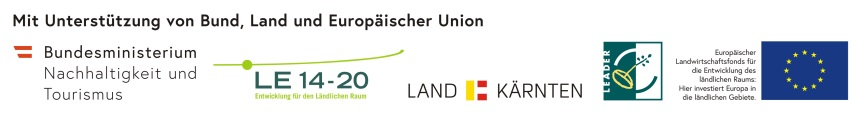 Mit Unterstützung von Bund, Land und Europäischer Union
Bundesministerium
Nachhaltigkeit und
Tourismus
LE 14-20
Entwicklung für den Ländlichen Raum
LAND KÄRNTEN
LEADER
Europäischer
Landwirtschaftsfonds für
die Entwicklung des
ländlichen Raums:
Hier investiert Europa in
die ländlichen Gebiete.